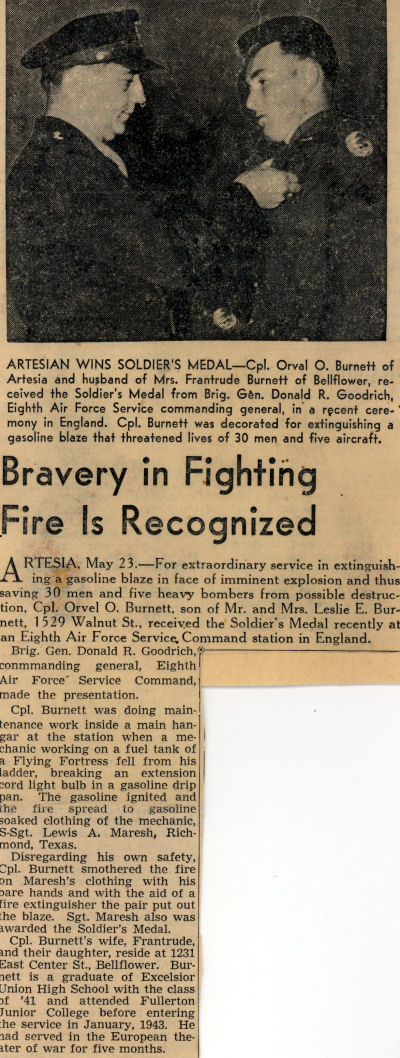 ARTESIAN WINS SOLDIER'S MEDAL—Cpl. Orval O. Burnett of
Artesia and husband of Mrs. Frantrude Burnett of Bellflower, re-
ceived the Soldier's Medal from Brig. Gen. Donald R. Goodrich,
Eighth Air Force Service commanding general, in a recent cere-
mony in England. Cpl. Burnett was decorated for extinguishing a
gasoline blaze that threatened lives of 30 men and five aircraft.
Bravery in Fighting
Fire Is Recognized
ARTESIA, May 23.—For extraordinary service in extinguish-
ing a gasoline blaze in face of imminent explosion and thus
saving 30 men and five heavy bombers from possible destruc-
tion, Cpl. Orvel O. Burnett, son of Mr. and Mrs. Leslie E. Bur-
nett, 1529 Walnut St., received the Soldier's Medal recently at
an Eighth Air Force Service Command station in England.
Brig. Gen. Donald R. Goodrich,
conmmanding general, Eighth
Air Force Service Command,
made the presentation.
Cpl. Burnett was doing main-
tenance work inside a main han-
gar at the station when a me-
chanic working on a fuel tank of
a Flying Fortress fell from his
ladder, breaking an extension
cord light bulb in a gasoline drip
pan. The gasoline ignited and
the fire spread to gasoline
soaked clothing of the mechanic,
S-Sgt. Lewis A. Maresh, Rich-
mond, Texas.
Disregarding his own safety,
Cpl. Burnett smothered the fire
on Maresh's clothing with his
bare hands and with the aid of a
fire extinguisher the pair put out
the blaze. Sgt. Maresh also was
awarded the Soldier's Medal.
Cpl. Burnett's wife, Frantrude,
and their daughter, reside at 1231
East Center St., Bellflower. Bur-
nett is a graduate of Excelsior
Union High School with the class
of '41 and attended Fullerton
Junior College before entering
the service in January, 1943. He
had served in the European the-
ater of war for five months.